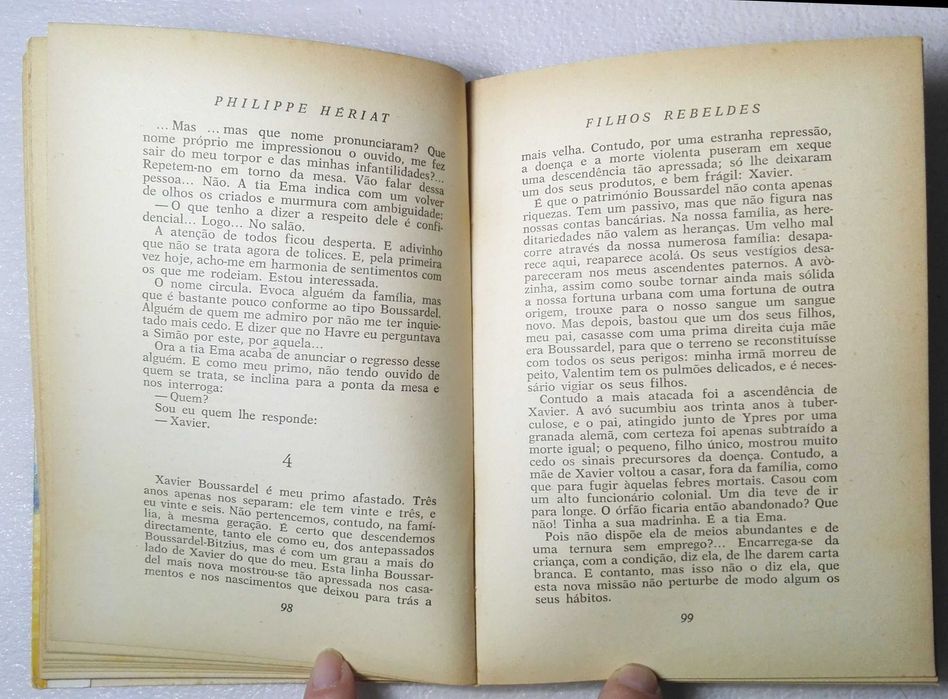 PHILIPPE HÉRIAT
... Mas ... mas que nome pronunciaram? Que
nome próprio me impressionou o ouvido, me fez
sair do meu torpor e das minhas infantilidades?...
Repetem-no em torno da mesa. Vão falar dessa
pessoa... Não. A tia Ema indica com um volver
de olhos os criados e murmura com ambiguidade:
— O que tenho a dizer a respeito dele é confi-
dencial... Logo... No salão.
A atenção de todos ficou desperta. E adivinho
que não se trata agora de tolices. E, pela primeira
vez hoje, acho-me em harmonia de sentimentos com
os que me rodeiam. Estou interessada.
O nome circula. Evoca alguém da família, mas
que é bastante pouco conforme ao tipo Boussardel.
Alguém de quem me admiro por não me ter inquie-
tado mais cedo. E dizer que no Havre eu perguntava
a Simão por este, por aquela...
Ora a tia Ema acaba de anunciar o regresso desse
alguém. E como meu primo, não tendo ouvido de
quem se trata, se inclina para a ponta da mesa e
nos interroga:
— Quem?
Sou eu quem lhe responde:
— Xavier.
4
Xavier Boussardel é meu primo afastado. Três
anos apenas nos separam: ele tem vinte e três, e
eu vinte e seis. Não pertencemos, contudo, na famí-
lia, à mesma geração. É certo que descendemos
directamente, tanto ele como eu, dos antepassados
Boussardel-Bitzius, mas é com um grau a mais do
lado de Xavier do que do meu. Esta linha Boussar-
del mais nova mostrou-se tão apressada nos casa-
mentos e nos nascimentos que deixou para trás a
98
FILHOS REBELDES
mais velha. Contudo, por uma estranha repressão,
a doença e a morte violenta puseram em xeque
uma descendência tão apressada; só lhe deixaram
um dos seus produtos, e bem frágil: Xavier.
É que o património Boussardel não conta apenas
riquezas. Tem um passivo, mas que não figura nas
nossas contas bancárias. Na nossa família, as here-
ditariedades não valem as heranças. Um velho mal
corre através da nossa numerosa família: desapa-
rece aqui, reaparece acolá. Os seus vestígios desa-
pareceram nos meus ascendentes paternos. A avò-
zinha, assim como soube tornar ainda mais sólida
a nossa fortuna urbana com uma fortuna de outra
origem, trouxe para o nosso sangue um sangue
novo. Mas depois, bastou que um dos seus filhos,
meu pai, casasse com uma prima direita cuja mãe
era Boussardel, para que o terreno se reconstituísse
com todos os seus perigos: minha irmã morreu de
peito, Valentim tem os pulmões delicados, e é neces-
sário vigiar os seus filhos.
Contudo a mais atacada foi a ascendência de
Xavier. A avó sucumbiu aos trinta anos à tuber-
culose, e o pai, atingido junto de Ypres por uma
granada alemã, com certeza foi apenas subtraído a
morte igual; o pequeno, filho único, mostrou muito
cedo os sinais precursores da doença. Contudo, a
mãe de Xavier voltou a casar, fora da família, como
que para fugir àquelas febres mortais. Casou com
um alto funcionário colonial. Um dia teve de ir
para longe. O órfão ficaria então abandonado? Que
não! Tinha a sua madrinha. E a tia Ema.
Pois não dispõe ela de meios abundantes e de
uma ternura sem emprego?... Encarrega-se da
criança, com a condição, diz ela, de lhe darem carta
branca. E contanto, mas isso não o diz ela, que
esta nova missão não perturbe de modo algum os
seus hábitos.
99